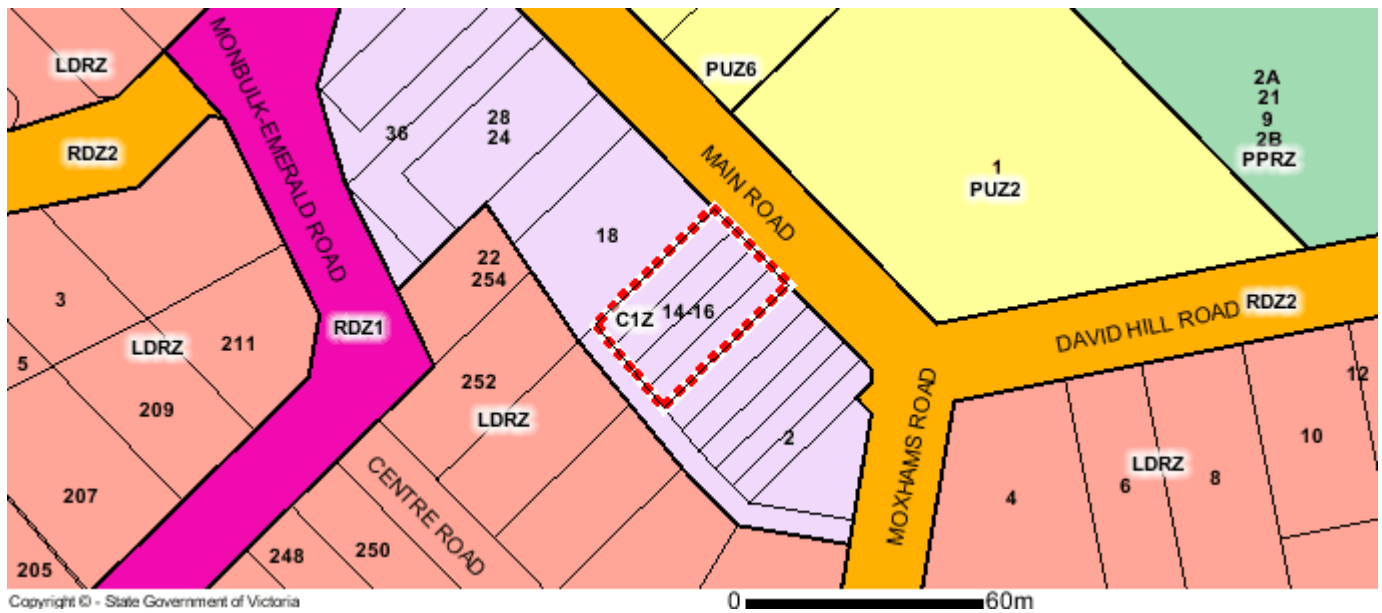 MONBULK-EMERALD ROAD
LDRZ
RDZ2
36
28
24
PUZ6
MAIN ROAD
1
PUZ2
2A
21
9
2B
PPRZ
3
5
LDRZ
211
209
207
205
RDZ1
22
254
18
C1Z
14-16
252
LDRZ
2
CENTRE ROAD
248
250
DAVID HILL ROAD
RDZ2
MOXHAMS ROAD
LDRZ
4
6
8
10
12
Copyright © - State Government of Victoria
0
60m